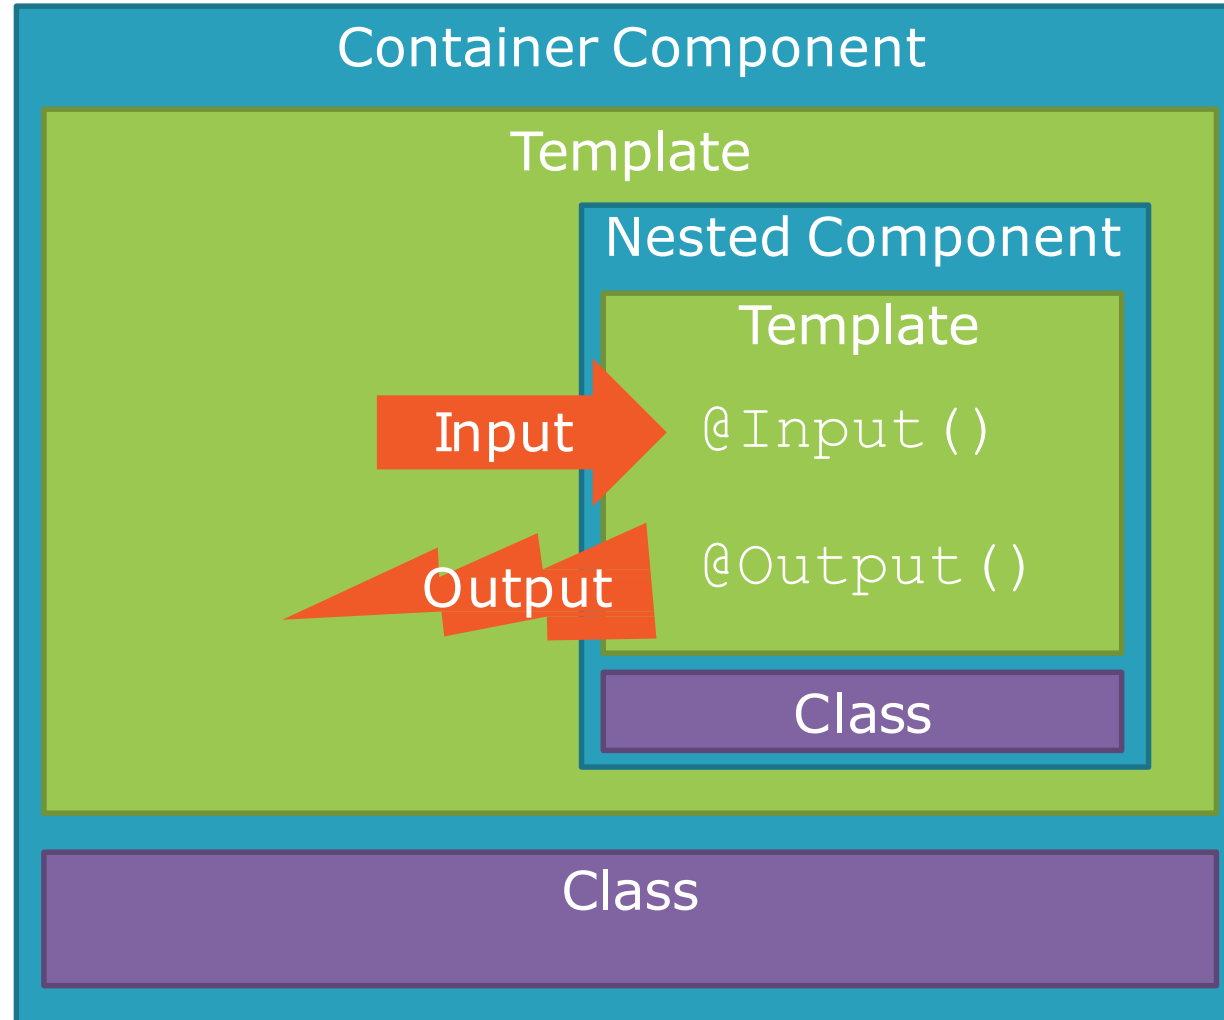 Container Component
Template
Nested Component
Template
Input
@Input()
Output
@Output()
Class
Class